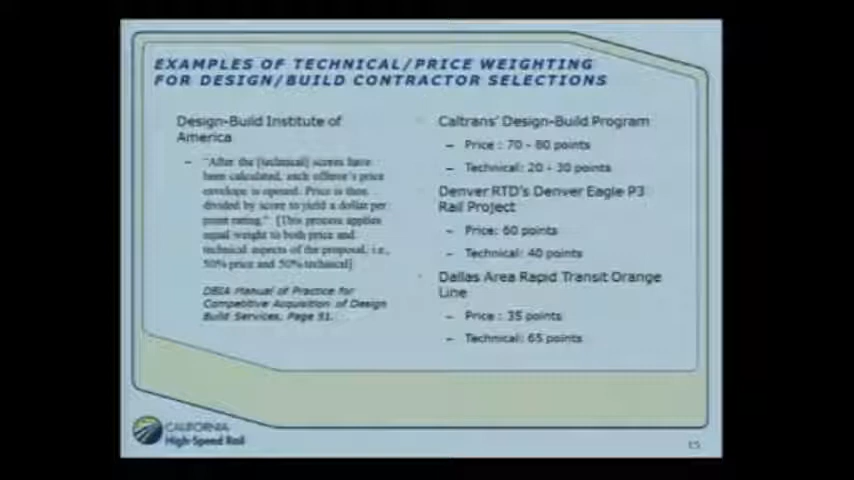 EXAMPLES OF TECHNICAL/PRICE WEIGHTING
FOR DESIGN/BUILD CONTRACTOR SELECTIONS
Design-Build Institute of
America
– "After the [technical] scores have
been calculated, each offeror's price
envelope is opened. Price is then
divided by score to yield a dollar per
point rating." [This process applies
equal weight to both price and
technical aspects of the proposal, i.e.,
50% price and 50% technical]
DBIA Manual of Practice for
Competitive Acquisition of Design
Build Services, Page 51.
Caltrans' Design-Build Program
– Price : 70 - 80 points
– Technical: 20 - 30 points
Denver RTD's Denver Eagle P3
Rail Project
– Price: 60 points
– Technical: 40 points
Dallas Area Rapid Transit Orange
Line
– Price : 35 points
– Technical: 65 points
CALIFORNIA
High-Speed Rail
15